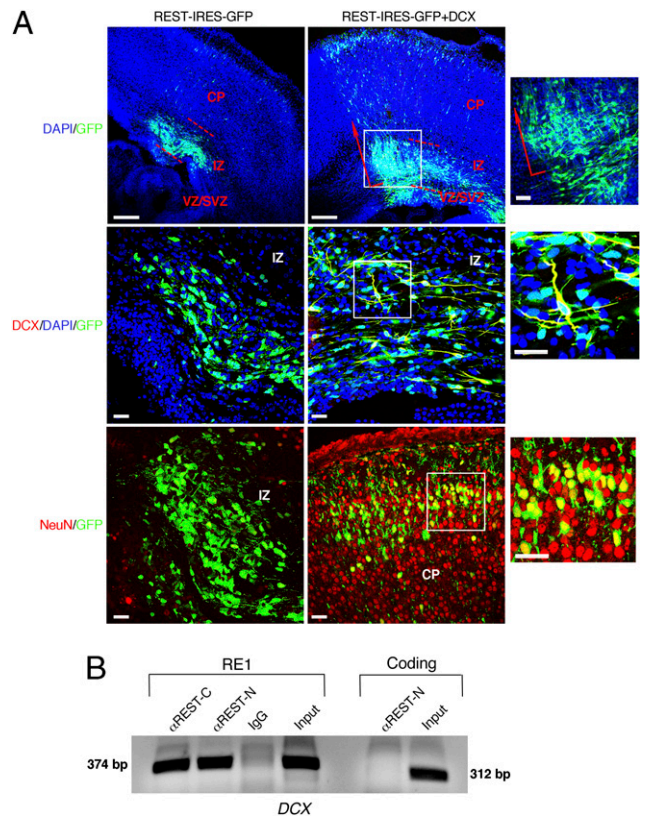 A
REST-IRES-GFP
REST-IRES-GFP+DCX
DAPI/GFP
CP
IZ
VZ/SVZ
CP
IZ
VZ/SVZ
DCX/DAPI/GFP
IZ
IZ
NeuN/GFP
IZ
CP
B
RE1
Coding
αREST-C
αREST-N
IgG
Input
αREST-N
Input
374 bp
312 bp
DCX